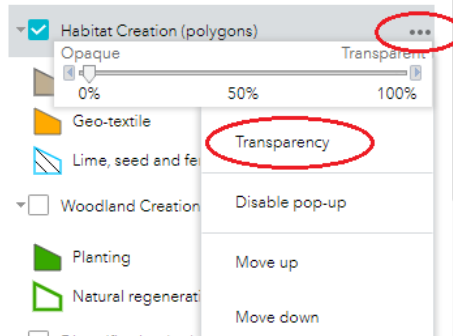 Habitat Creation (polygons)
Opaque Transparent
0% 50% 100%
Geo-textile
Transparency
Lime, seed and fe
Woodland Creation
Disable pop-up
Planting
Move up
Natural regenerati
Move down